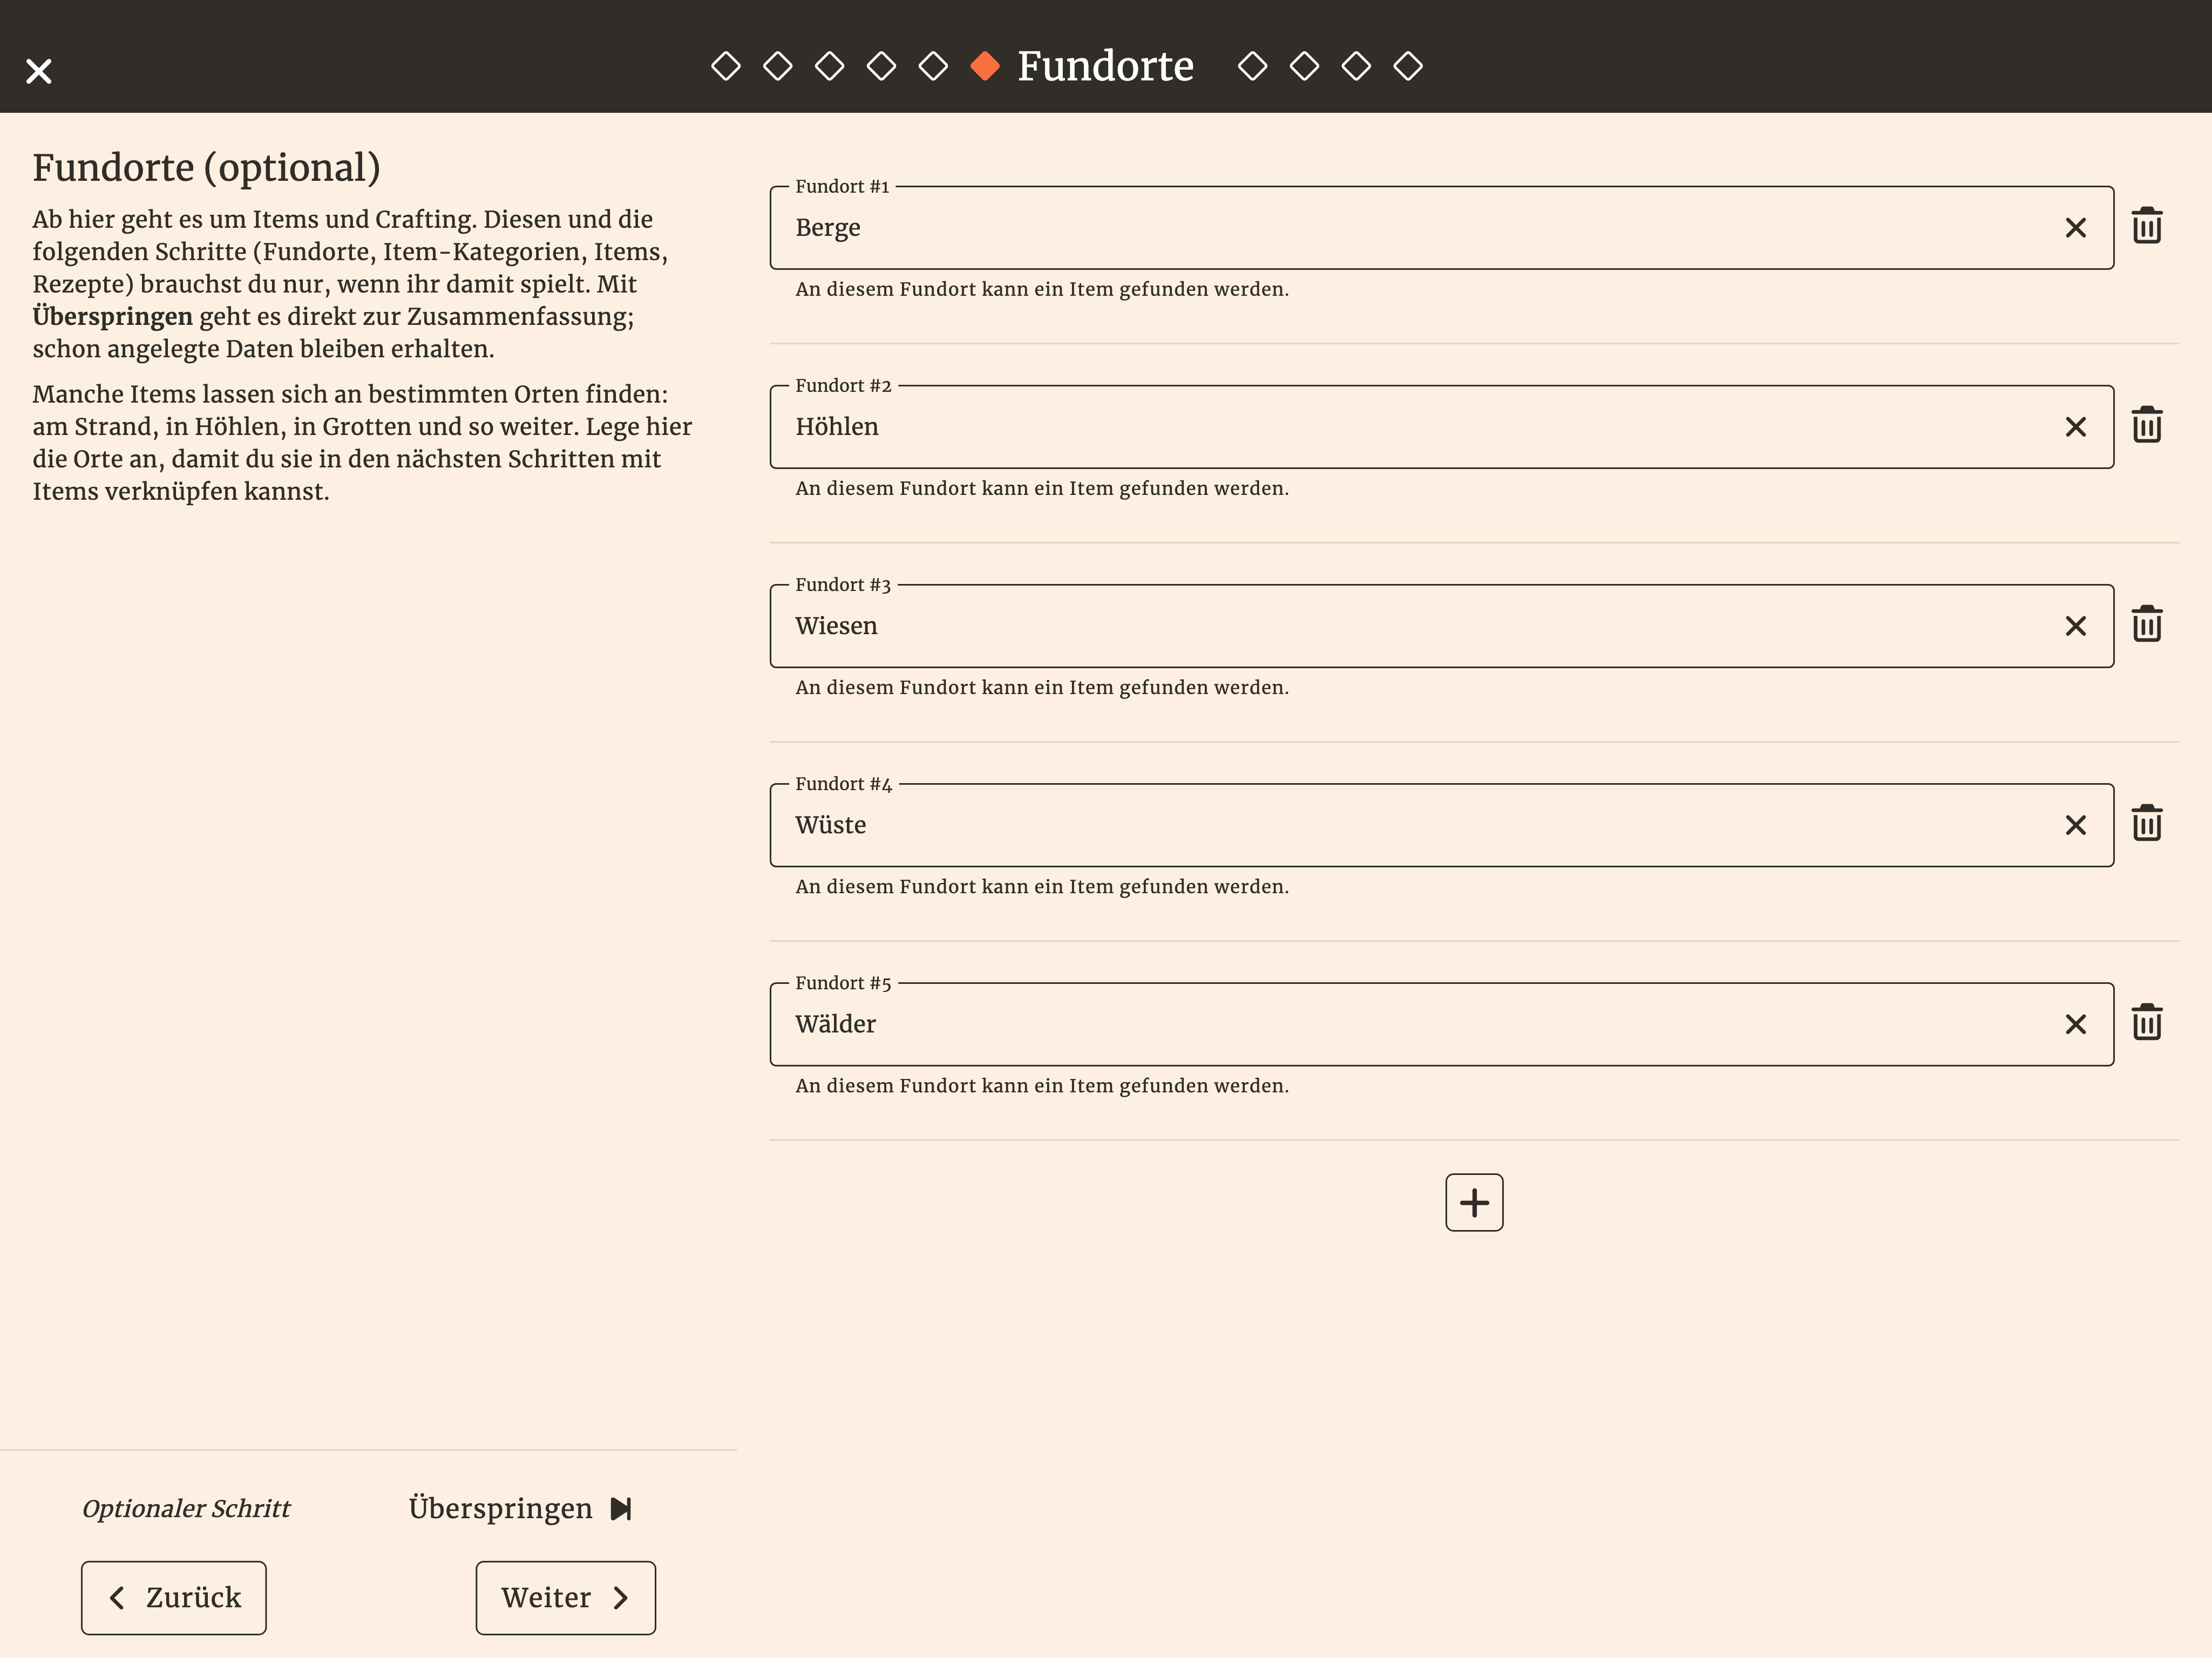 Fundorte
Fundorte (optional)
Ab hier geht es um Items und Crafting. Diesen und die
folgenden Schritte (Fundorte, Item-Kategorien, Items,
Rezepte) brauchst du nur, wenn ihr damit spielt. Mit
Überspringen geht es direkt zur Zusammenfassung;
schon angelegte Daten bleiben erhalten.
Manche Items lassen sich an bestimmten Orten finden:
am Strand, in Höhlen, in Grotten und so weiter. Lege hier
die Orte an, damit du sie in den nächsten Schritten mit
Items verknüpfen kannst.
Optionaler Schritt
Überspringen
Zurück
Weiter
Fundort #1
Berge
An diesem Fundort kann ein Item gefunden werden.
Fundort #2
Höhlen
An diesem Fundort kann ein Item gefunden werden.
Fundort #3
Wiesen
An diesem Fundort kann ein Item gefunden werden.
Fundort #4
Wüste
An diesem Fundort kann ein Item gefunden werden.
Fundort #5
Wälder
An diesem Fundort kann ein Item gefunden werden.